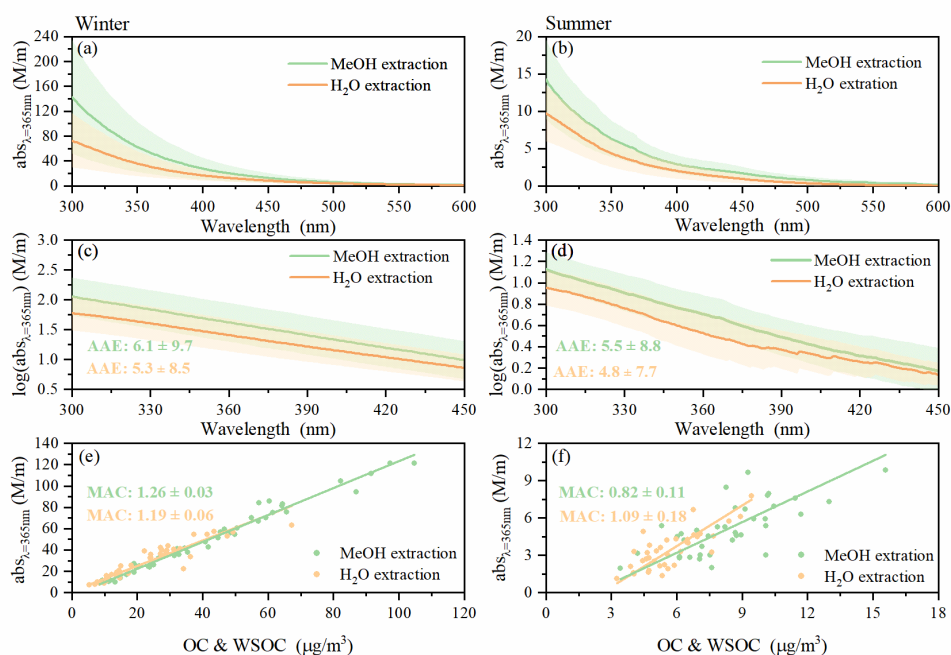 Winter
Summer
(a)
MeOH extraction
H₂O extraction
240
200
160
120
80
40
0
abs_λ=365nm (M/m)
300 350 400 450 500 550 600
Wavelength (nm)
(b)
MeOH extraction
H₂O extration
20
15
10
5
0
abs_λ=365nm (M/m)
300 350 400 450 500 550 600
Wavelength (nm)
(c)
MeOH extraction
H₂O extraction
3.0
2.5
2.0
1.5
1.0
0.5
log(abs_λ=365nm) (M/m)
AAE: 6.1 ± 9.7
AAE: 5.3 ± 8.5
300 330 360 390 420 450
Wavelength (nm)
(d)
MeOH extraction
H₂O extraction
1.4
1.2
1.0
0.8
0.6
0.4
0.2
0.0
log(abs_λ=365nm) (M/m)
AAE: 5.5 ± 8.8
AAE: 4.8 ± 7.7
300 330 360 390 420 450
Wavelength (nm)
(e)
140
120
100
80
60
40
20
0
abs_λ=365nm (M/m)
MAC: 1.26 ± 0.03
MAC: 1.19 ± 0.06
MeOH extraction
H₂O extraction
0 20 40 60 80 100 120
OC & WSOC (μg/m³)
(f)
12
9
6
3
0
abs_λ=365nm (M/m)
MAC: 0.82 ± 0.11
MAC: 1.09 ± 0.18
MeOH extration
H₂O extraction
0 3 6 9 12 15 18
OC & WSOC (μg/m³)